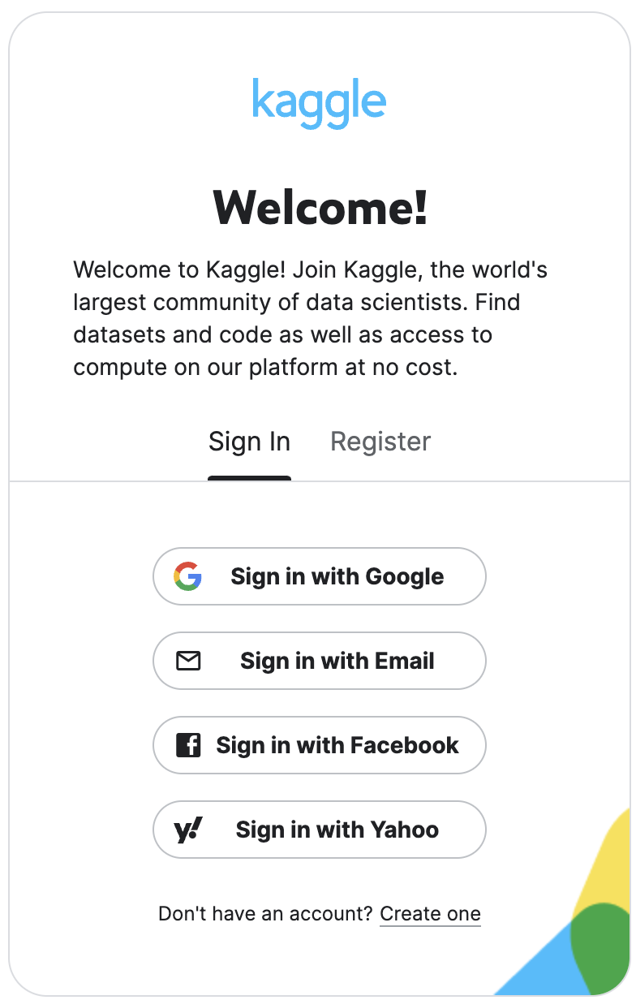 kaggle
Welcome!
Welcome to Kaggle! Join Kaggle, the world's
largest community of data scientists. Find
datasets and code as well as access to
compute on our platform at no cost.
Sign In Register
Sign in with Google
Sign in with Email
Sign in with Facebook
Sign in with Yahoo
Don't have an account? Create one